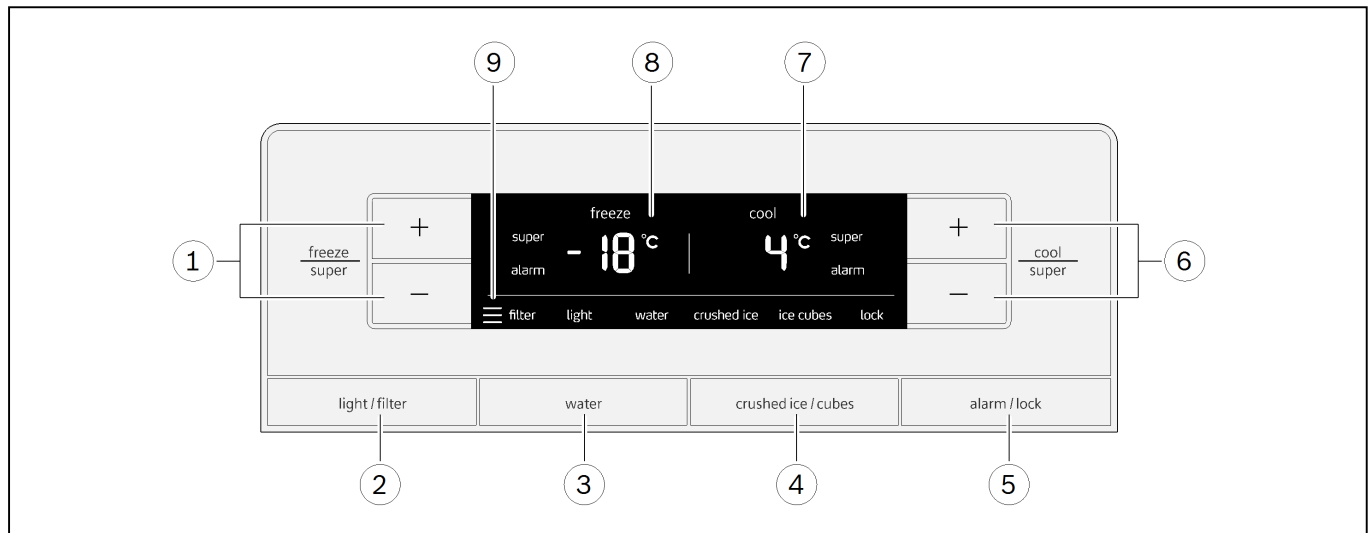 9 8 7
freeze cool
+ super -18 °C 4 °C super +
1 freeze super alarm alarm cool super 6
− −
filter light water crushed ice ice cubes lock
light / filter water crushed ice / cubes alarm / lock
2 3 4 5